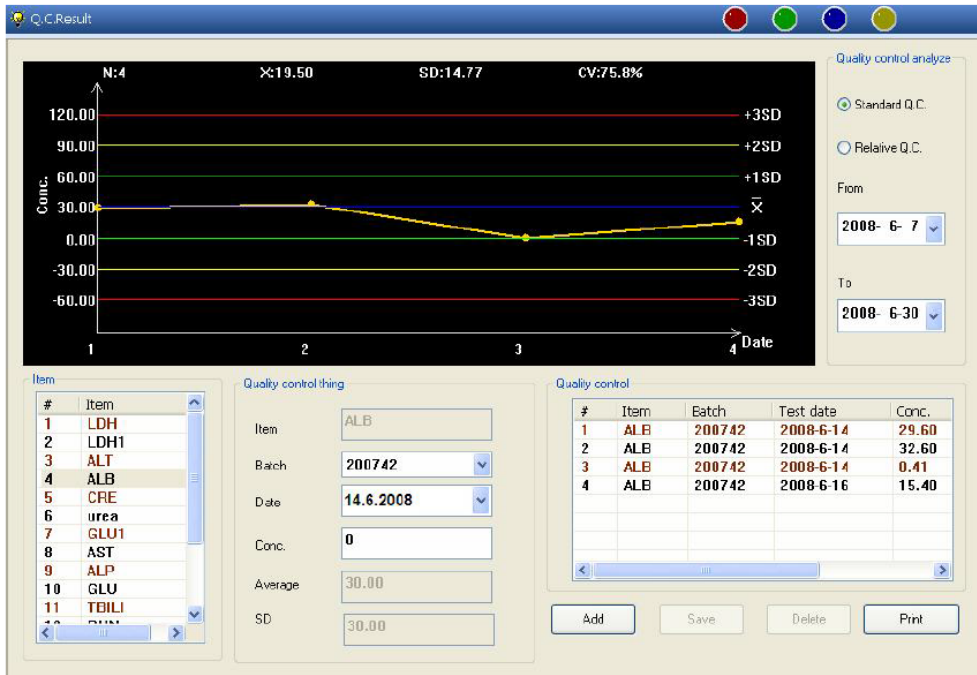 Q.C.Result
N:4 X:19.50 SD:14.77 CV:75.8%
120.00 +3SD
90.00 +2SD
60.00 +1SD
Conc.
30.00 X̄
0.00 -1SD
-30.00 -2SD
-60.00 -3SD
Date
1 2 3 4
Quality control analyze
Standard Q.C.
Relative Q.C.
From
2008- 6- 7
To
2008- 6-30
Item
# Item
1 LDH
2 LDH1
3 ALT
4 ALB
5 CRE
6 urea
7 GLU1
8 AST
9 ALP
10 GLU
11 TBILI
Quality control thing
Item ALB
Batch 200742
Date 14.6.2008
Conc. 0
Average 30.00
SD 30.00
Quality control
# Item Batch Test date Conc.
1 ALB 200742 2008-6-14 29.60
2 ALB 200742 2008-6-14 32.60
3 ALB 200742 2008-6-14 0.41
4 ALB 200742 2008-6-16 15.40
Add Save Delete Print